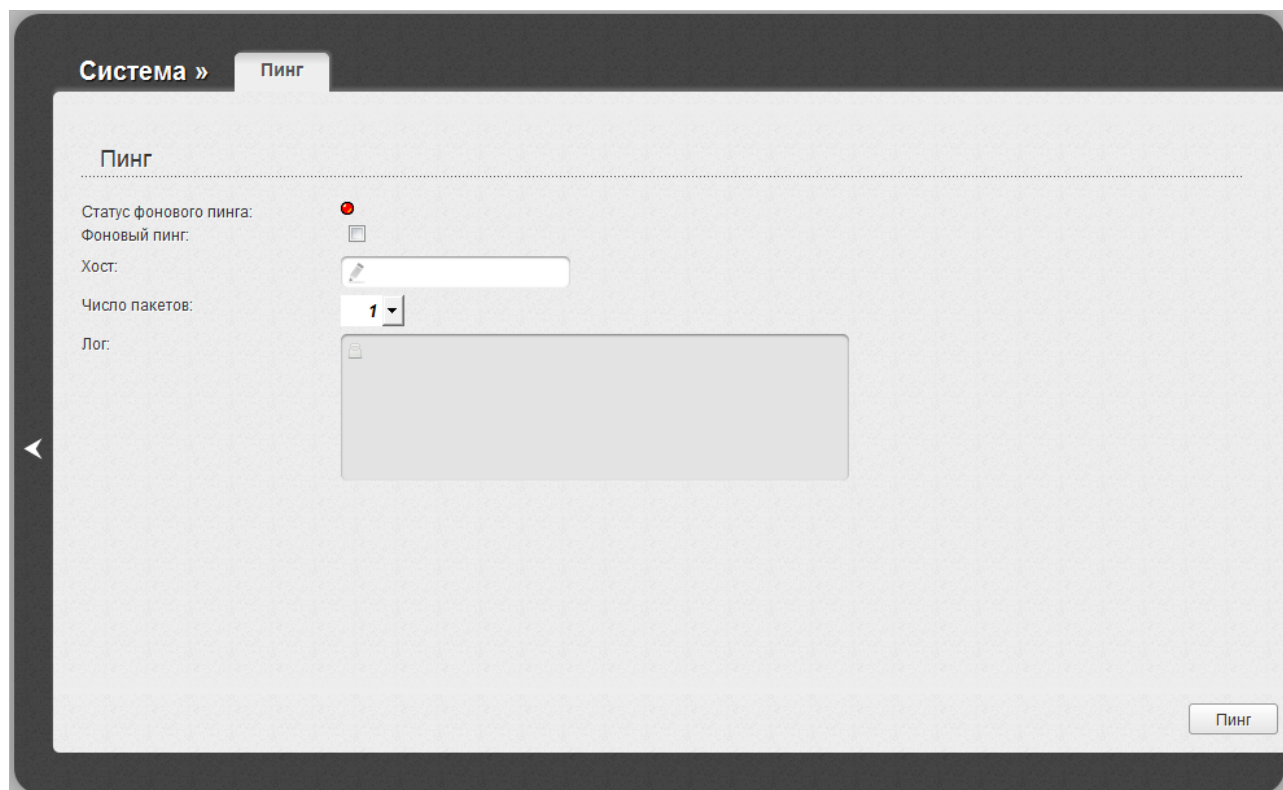 Система » Пинг
Пинг
Статус фонового пинга:
Фоновый пинг:
Хост:
Число пакетов: 1
Лог:
Пинг